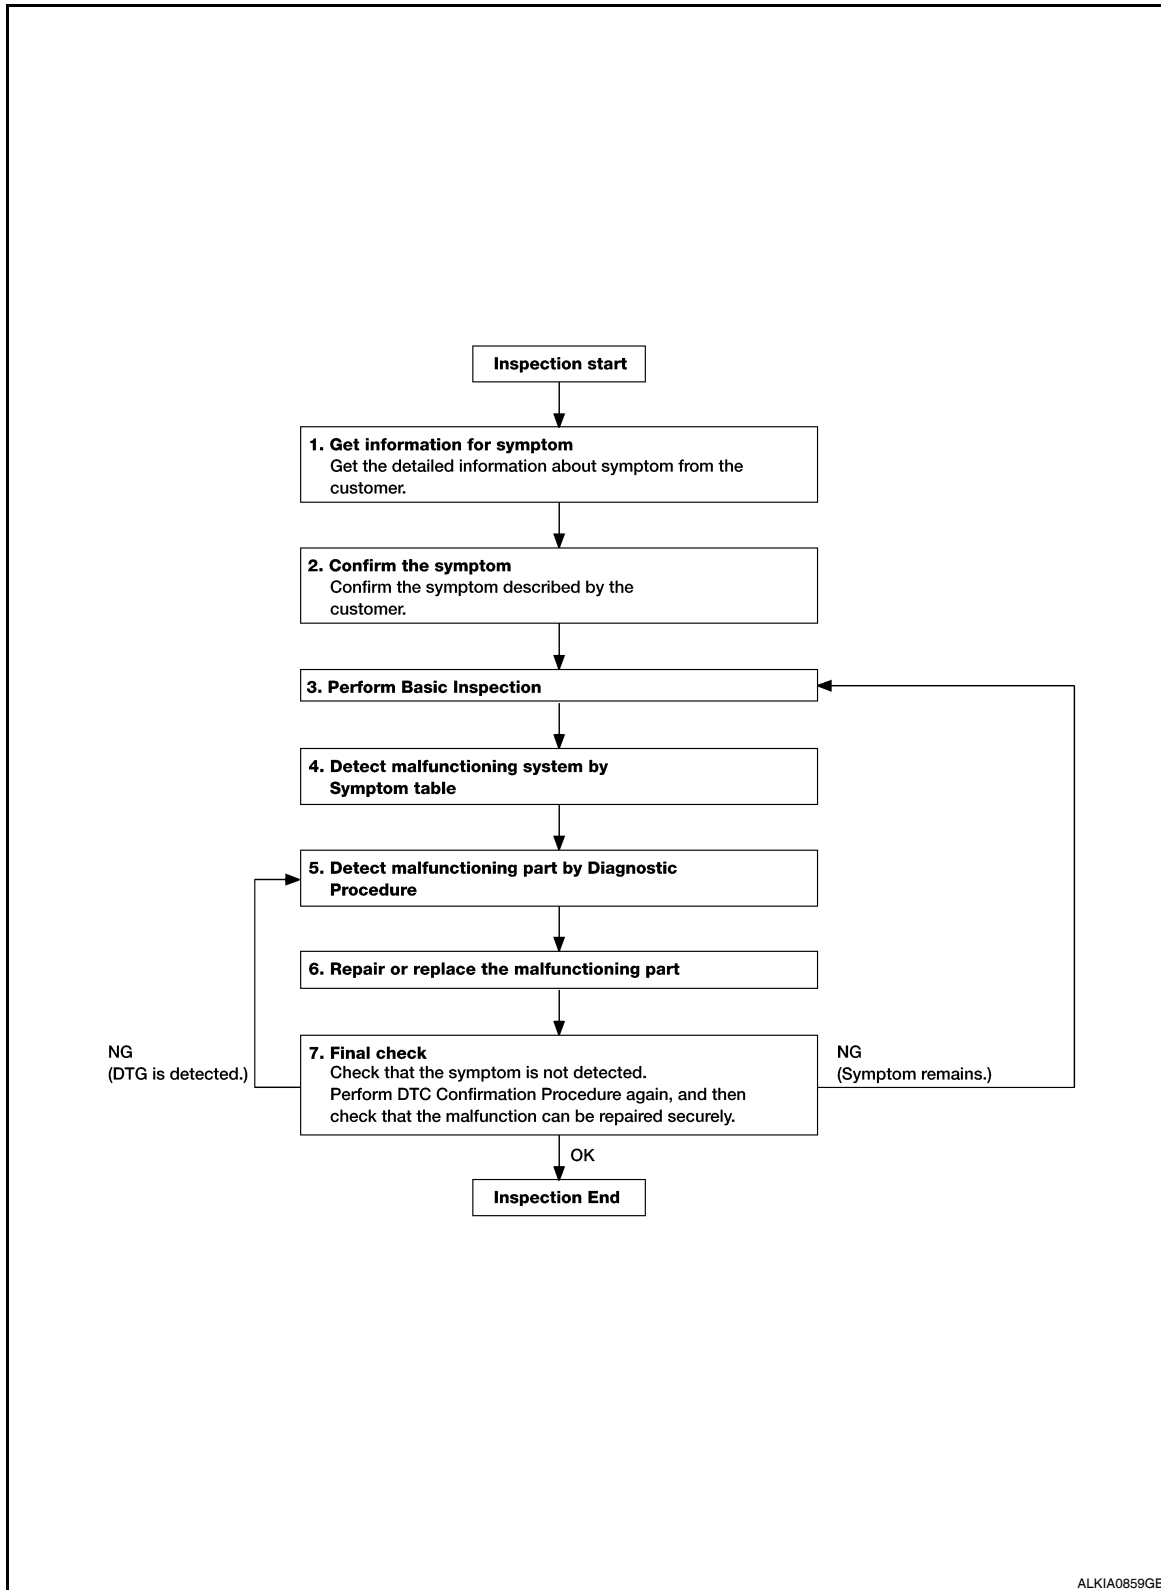 Inspection start
1. Get information for symptom
Get the detailed information about symptom from the
customer.
2. Confirm the symptom
Confirm the symptom described by the
customer.
3. Perform Basic Inspection
4. Detect malfunctioning system by
Symptom table
5. Detect malfunctioning part by Diagnostic
Procedure
6. Repair or replace the malfunctioning part
NG
(DTG is detected.)
7. Final check
Check that the symptom is not detected.
Perform DTC Confirmation Procedure again, and then
check that the malfunction can be repaired securely.
NG
(Symptom remains.)
OK
Inspection End